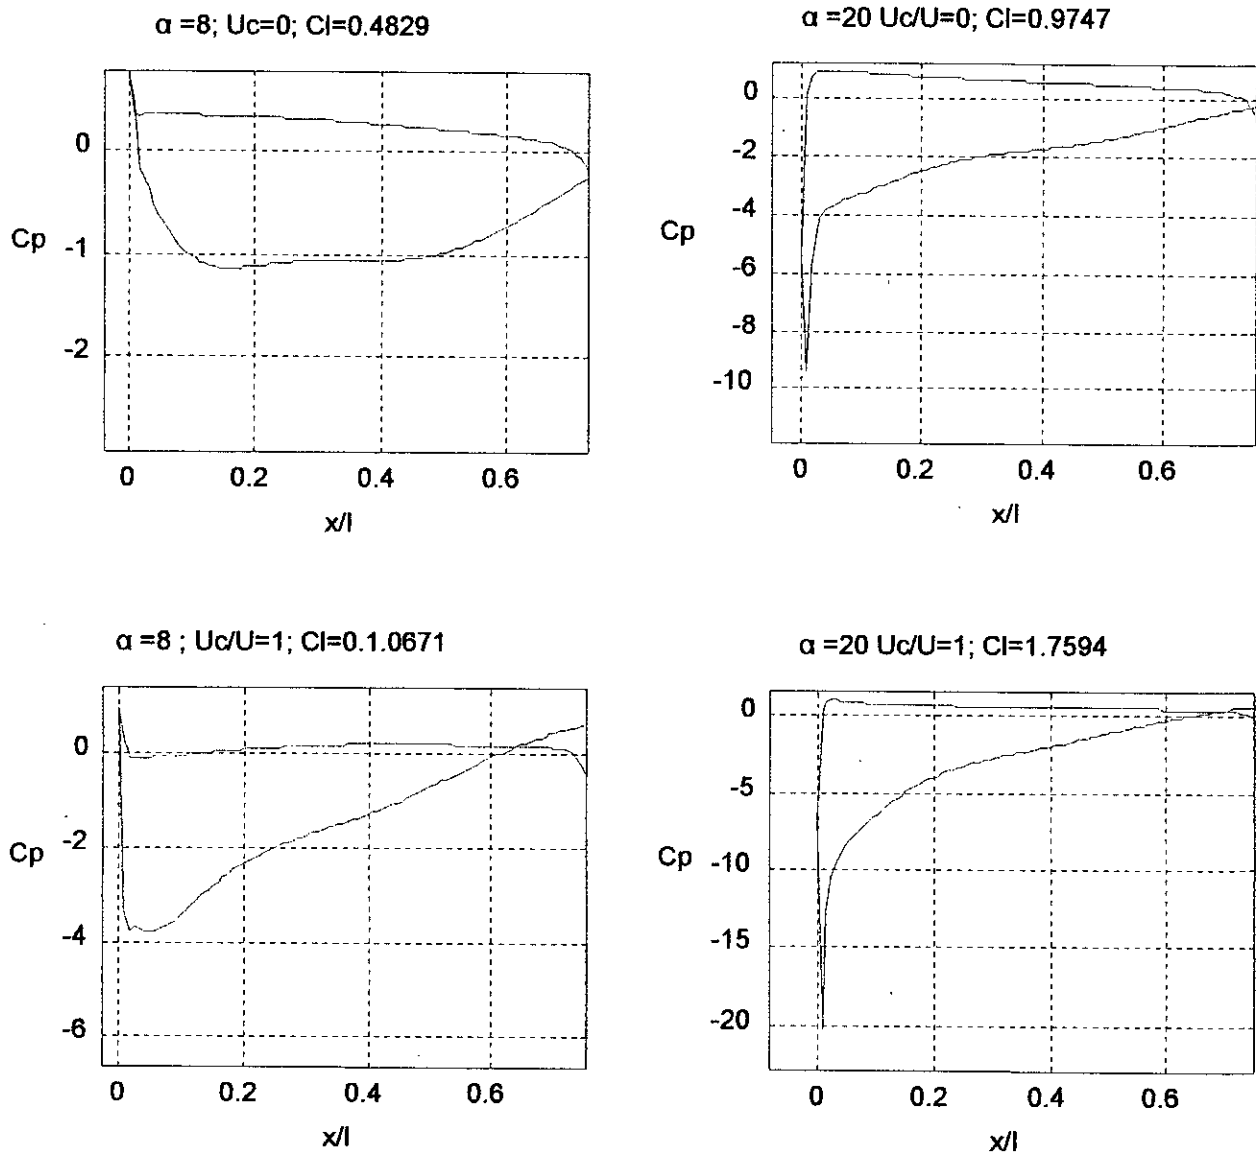 α =8; Uc=0; Cl=0.4829
0
Cp
-1
-2
0 0.2 0.4 0.6
x/l
α =20 Uc/U=0; Cl=0.9747
0
-2
-4
Cp
-6
-8
-10
0 0.2 0.4 0.6
x/l
α =8 ; Uc/U=1; Cl=0.1.0671
0
-2
Cp
-4
-6
0 0.2 0.4 0.6
x/l
α =20 Uc/U=1; Cl=1.7594
0
-5
Cp -10
-15
-20
0 0.2 0.4 0.6
x/l